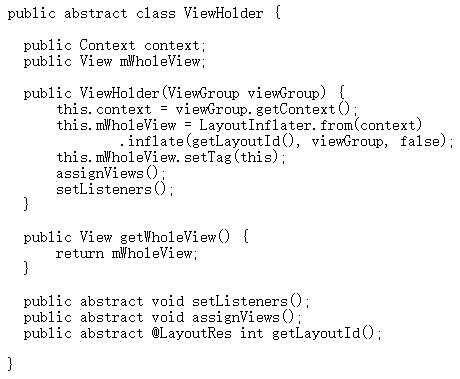 public abstract class ViewHolder {
public Context context;
public View mWholeView;
public ViewHolder(ViewGroup viewGroup) {
this.context = viewGroup.getContext();
this.mWholeView = LayoutInflater.from(context)
.inflate(getLayoutId(), viewGroup, false);
this.mWholeView.setTag(this);
assignViews();
setListeners();
}
public View getWholeView() {
return mWholeView;
}
public abstract void setListeners();
public abstract void assignViews();
public abstract @LayoutRes int getLayoutId();
}